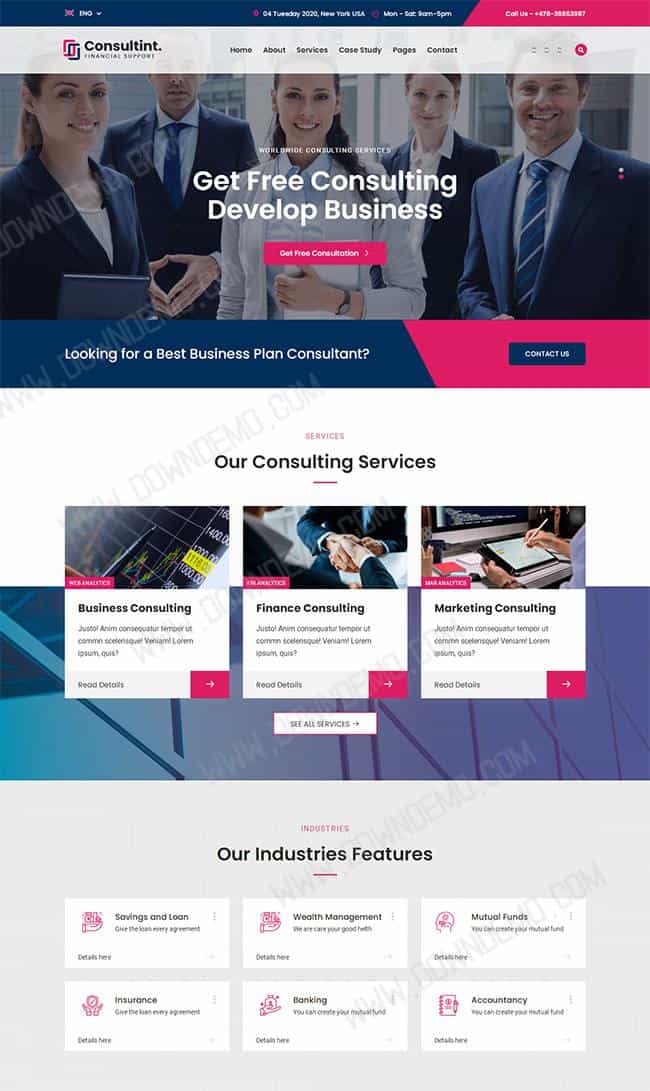 ENG
04 Tuesday 2020, New York USA
Mon - Sat: 9am-5pm
Call Us - +478-36853987
Consultint.
FINANCIAL SUPPORT
Home About Services Case Study Pages Contact
WORLDWIDE CONSULTING SERVICES
Get Free Consulting
Develop Business
Get Free Consultation
Looking for a Best Business Plan Consultant?
CONTACT US
SERVICES
Our Consulting Services
WEB ANALYTICS
Business Consulting
Justo! Anim consequatur tempor ut
commn scelensque! Veniam! Lorem
ipsum, quis?
Read Details
FIN ANALYTICS
Finance Consulting
Justo! Anim consequatur tempor ut
commn scelensque! Veniam! Lorem
ipsum, quis?
Read Details
MAR ANALYTICS
Marketing Consulting
Justo! Anim consequatur tempor ut
commn scelensque! Veniam! Lorem
ipsum, quis?
Read Details
SEE ALL SERVICES
INDUSTRIES
Our Industries Features
Savings and Loan
Give the loan every agreement
Details here
Wealth Management
We are care your good helth
Details here
Mutual Funds
You can create your mutual fund
Details here
Insurance
Give the loan every agreement
Details here
Banking
You can create your mutual fund
Details here
Accountancy
You can create your mutual fund
Details here
WWW.DOWNDEMO.COM